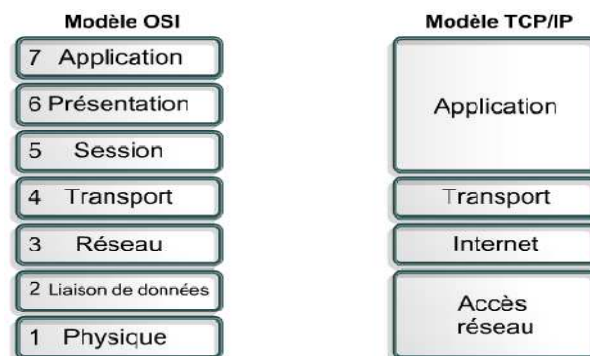 Modèle OSI
7 Application
6 Présentation
5 Session
4 Transport
3 Réseau
2 Liaison de données
1 Physique
Modèle TCP/IP
Application
Transport
Internet
Accès
réseau